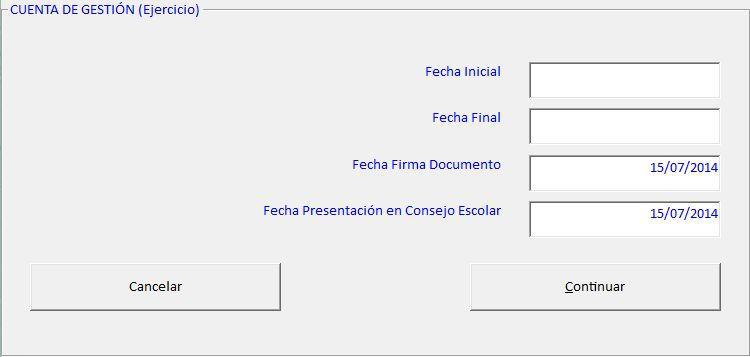 CUENTA DE GESTIÓN (Ejercicio)
Fecha Inicial
Fecha Final
Fecha Firma Documento 15/07/2014
Fecha Presentación en Consejo Escolar 15/07/2014
Cancelar Continuar